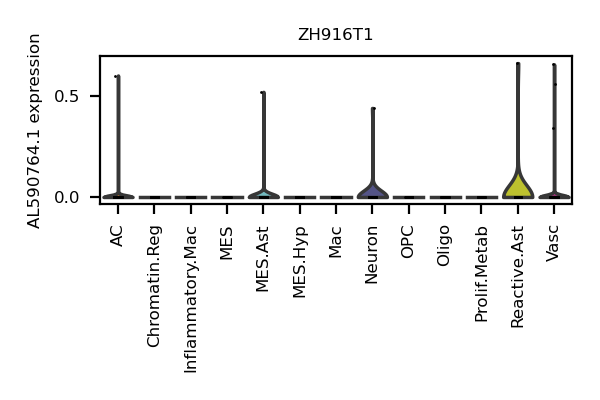 ZH916T1
AL590764.1 expression
0.5
0.0
AC
Chromatin.Reg
Inflammatory.Mac
MES
MES.Ast
MES.Hyp
Mac
Neuron
OPC
Oligo
Prolif.Metab
Reactive.Ast
Vasc